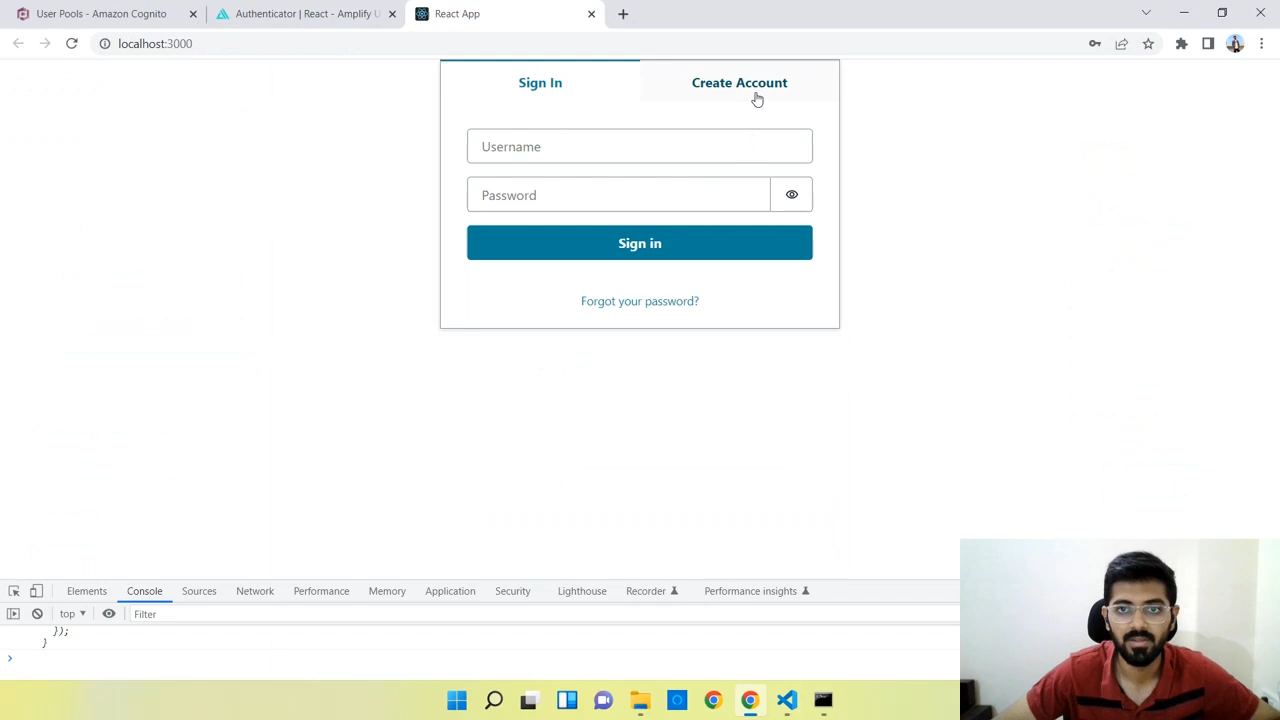 User Pools - Amazon Cognito
Authenticator | React - Amplify U
React App
localhost:3000
Sign In
Create Account
Username
Password
Sign in
Forgot your password?
Elements
Console
Sources
Network
Performance
Memory
Application
Security
Lighthouse
Recorder
Performance insights
top
Filter
});
}